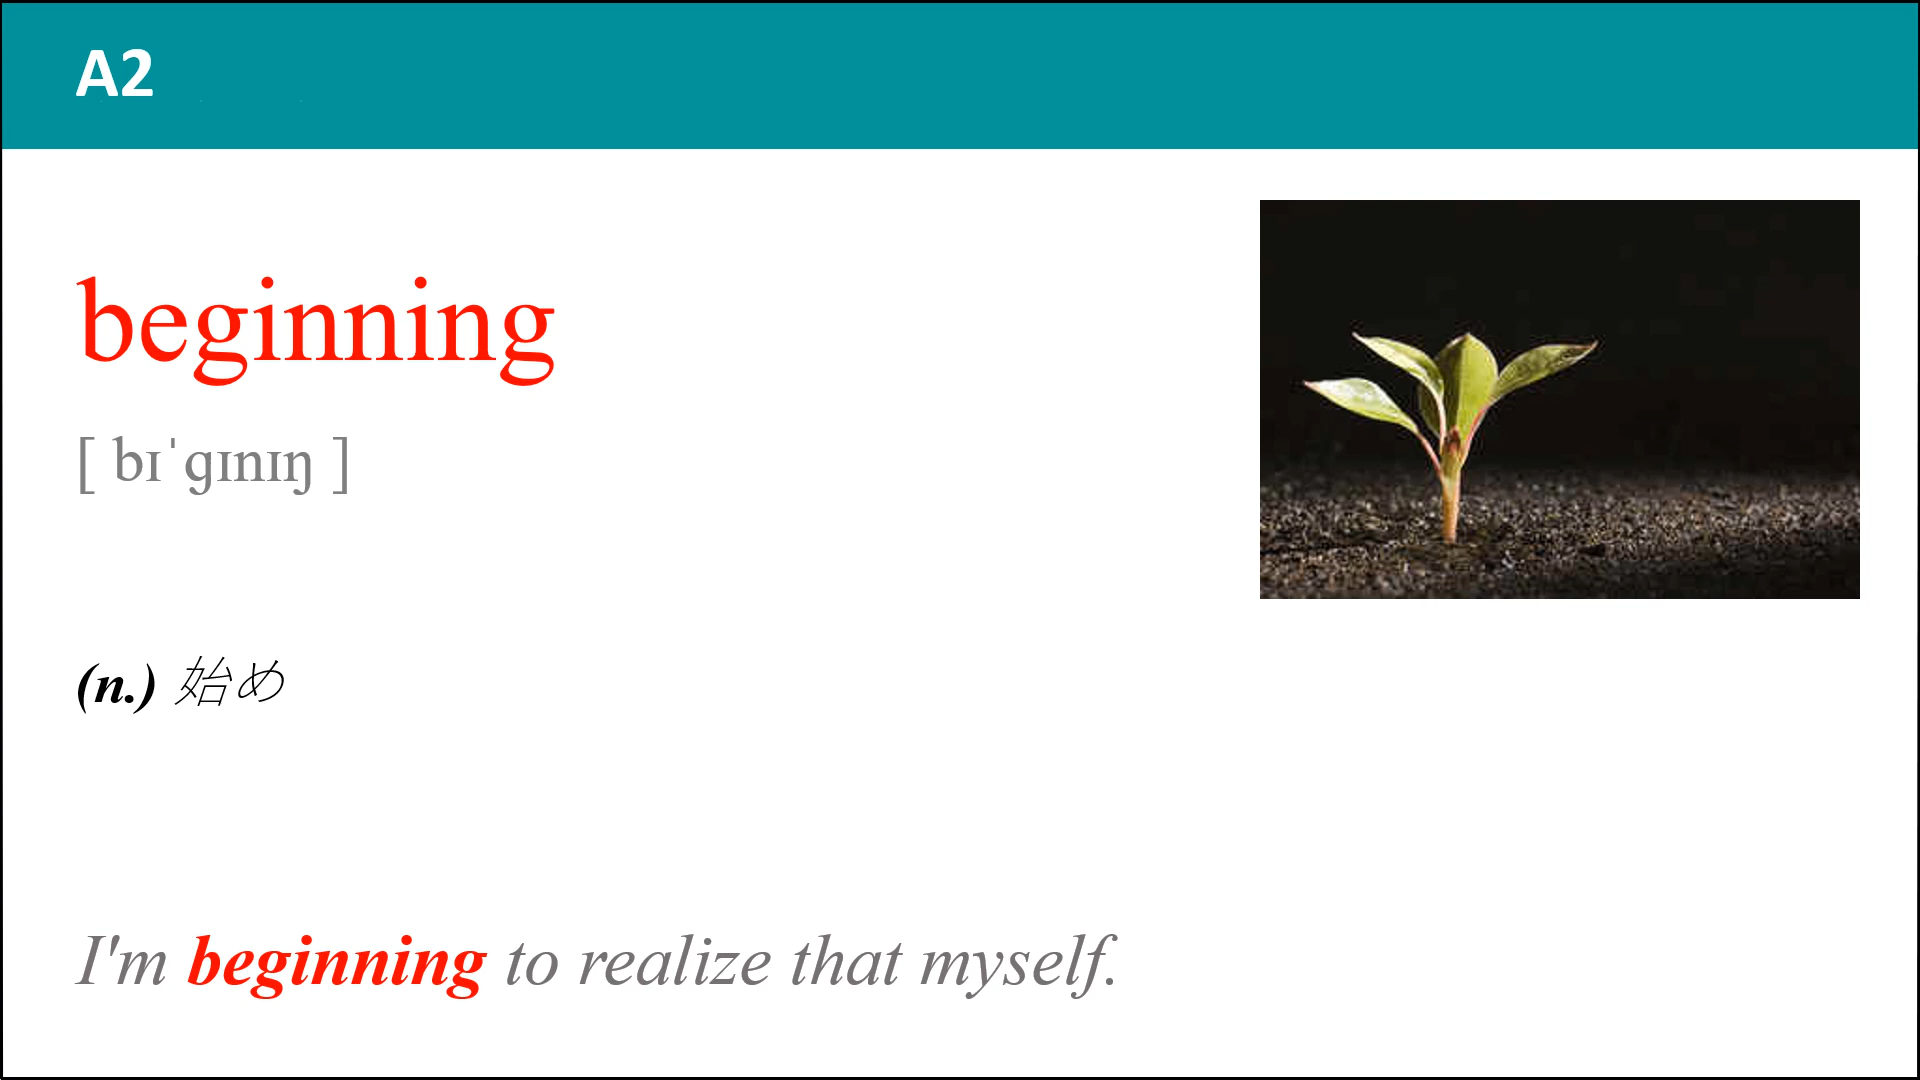 A2
beginning
[ bɪˈgɪnɪŋ ]
(n.) 始め
I'm beginning to realize that myself.